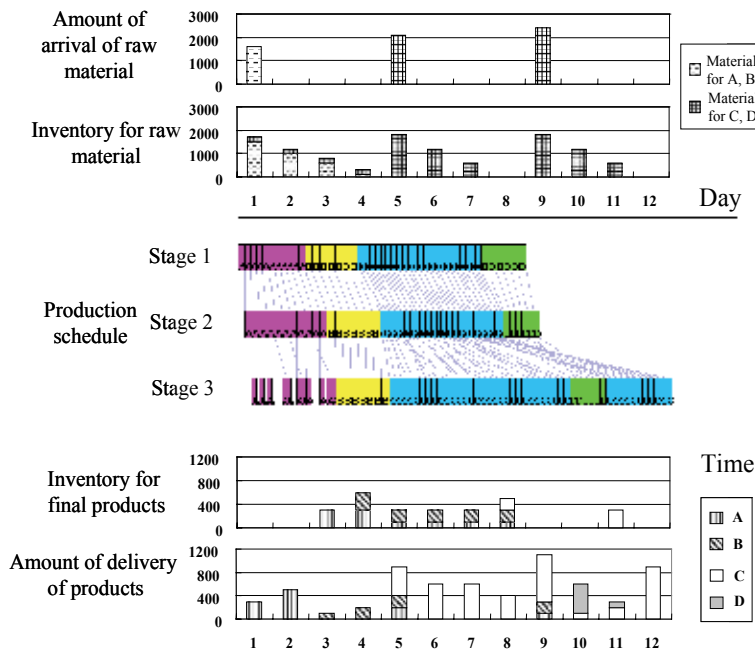 Amount of
arrival of raw
material
3000
2000
1000
0
Material
for A, B
Materia
for C, D
Inventory for raw
material
3000
2000
1000
0
1 2 3 4 5 6 7 8 9 10 11 12
Day
Stage 1
Production
schedule
Stage 2
Stage 3
Inventory for
final products
1200
800
400
0
Time
Amount of delivery
of products
1200
800
400
0
1 2 3 4 5 6 7 8 9 10 11 12
A
B
C
D